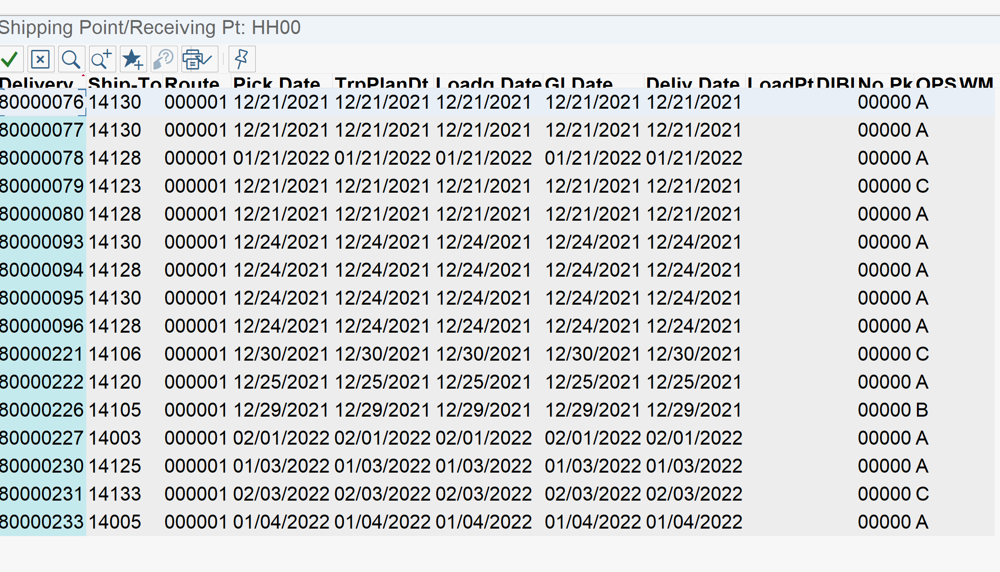 Shipping Point/Receiving Pt: HH00
Delivery Ship-To Route Pick Date TrpPlanDt Loadg Date GI Date Deliv.Date LoadPt No.Pk OPS WM
80000076 14130 000001 12/21/2021 12/21/2021 12/21/2021 12/21/2021 12/21/2021 00000 A
80000077 14130 000001 12/21/2021 12/21/2021 12/21/2021 12/21/2021 12/21/2021 00000 A
80000078 14128 000001 01/21/2022 01/21/2022 01/21/2022 01/21/2022 01/21/2022 00000 A
80000079 14123 000001 12/21/2021 12/21/2021 12/21/2021 12/21/2021 12/21/2021 00000 C
80000080 14128 000001 12/21/2021 12/21/2021 12/21/2021 12/21/2021 12/21/2021 00000 A
80000093 14130 000001 12/24/2021 12/24/2021 12/24/2021 12/24/2021 12/24/2021 00000 A
80000094 14128 000001 12/24/2021 12/24/2021 12/24/2021 12/24/2021 12/24/2021 00000 A
80000095 14130 000001 12/24/2021 12/24/2021 12/24/2021 12/24/2021 12/24/2021 00000 A
80000096 14128 000001 12/24/2021 12/24/2021 12/24/2021 12/24/2021 12/24/2021 00000 A
80000221 14106 000001 12/30/2021 12/30/2021 12/30/2021 12/30/2021 12/30/2021 00000 C
80000222 14120 000001 12/25/2021 12/25/2021 12/25/2021 12/25/2021 12/25/2021 00000 A
80000226 14105 000001 12/29/2021 12/29/2021 12/29/2021 12/29/2021 12/29/2021 00000 B
80000227 14003 000001 02/01/2022 02/01/2022 02/01/2022 02/01/2022 02/01/2022 00000 A
80000230 14125 000001 01/03/2022 01/03/2022 01/03/2022 01/03/2022 01/03/2022 00000 A
80000231 14133 000001 02/03/2022 02/03/2022 02/03/2022 02/03/2022 02/03/2022 00000 C
80000233 14005 000001 01/04/2022 01/04/2022 01/04/2022 01/04/2022 01/04/2022 00000 A